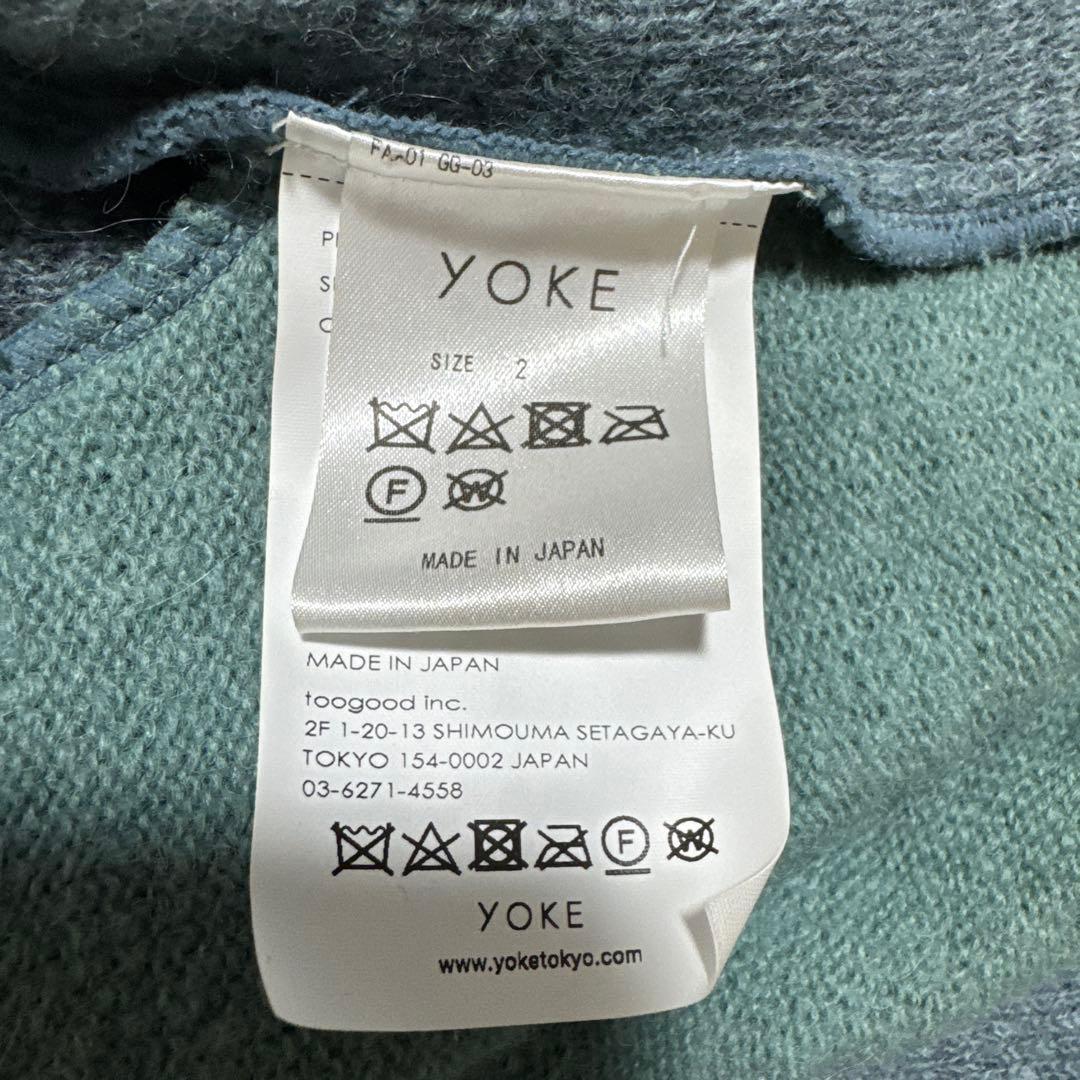 FA-01 GG-03
YOKE
SIZE 2
F W
MADE IN JAPAN
MADE IN JAPAN
toogood inc.
2F 1-20-13 SHIMOUMA SETAGAYA-KU
TOKYO 154-0002 JAPAN
03-6271-4558
F W
YOKE
www.yoketokyo.com